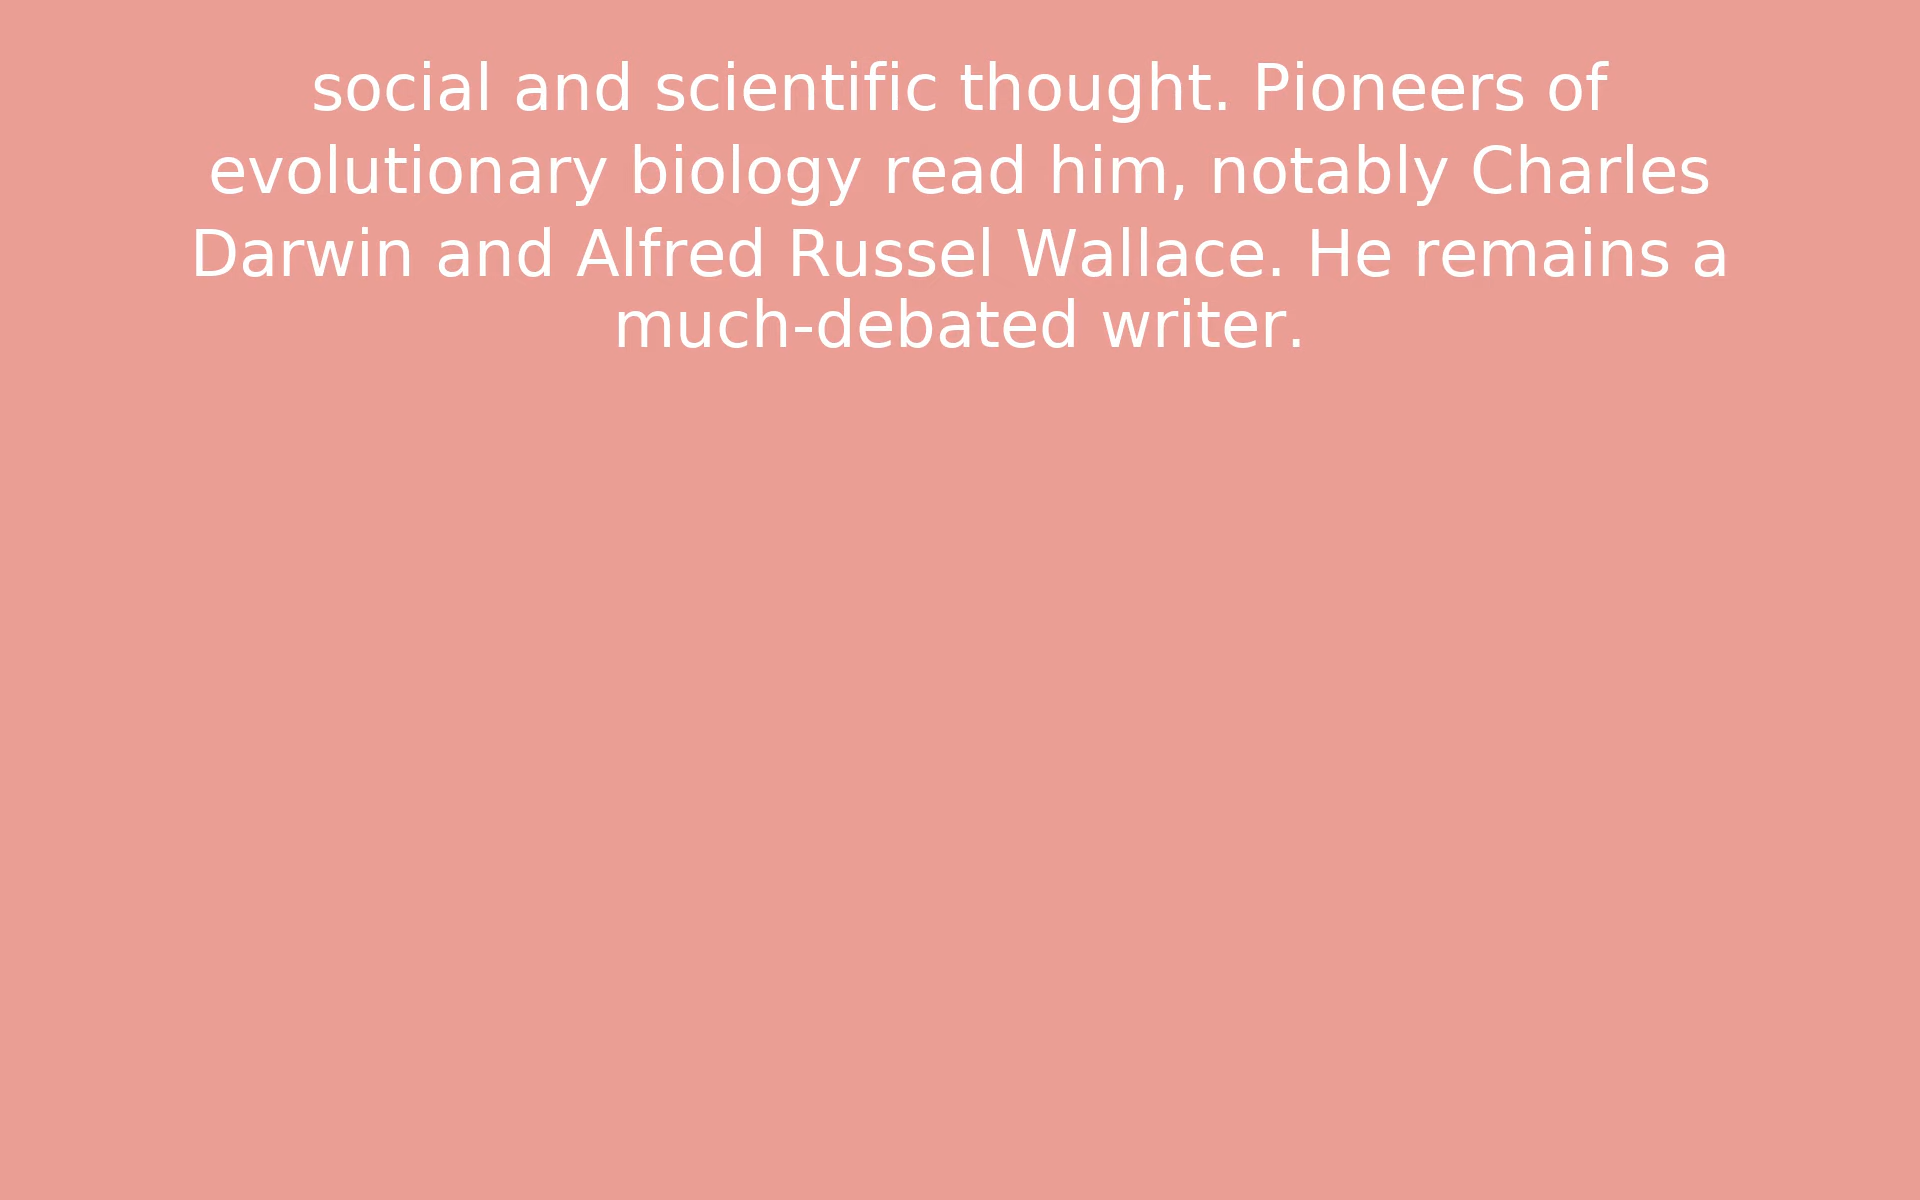 social and scientific thought. Pioneers of
evolutionary biology read him, notably Charles
Darwin and Alfred Russel Wallace. He remains a
much-debated writer.